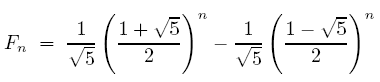 F_n = \frac{1}{\sqrt{5}} \left( \frac{1 + \sqrt{5}}{2} \right)^n - \frac{1}{\sqrt{5}} \left( \frac{1 - \sqrt{5}}{2} \right)^n